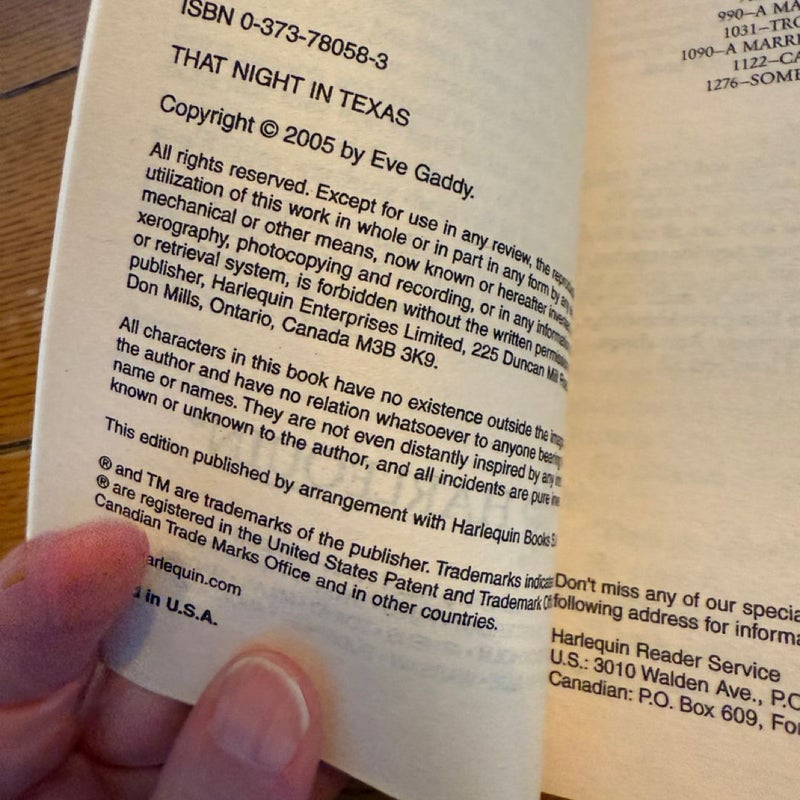 ISBN 0-373-78058-3
THAT NIGHT IN TEXAS
Copyright © 2005 by Eve Gaddy.
All rights reserved. Except for use in any review, the
utilization of this work in whole or in part in any form by any
mechanical or other means, now known or hereafter
xerography, photocopying and recording, or in any
or retrieval system, is forbidden without the written
publisher, Harlequin Enterprises Limited, 225 Duncan Mill
Don Mills, Ontario, Canada M3B 3K9.
All characters in this book have no existence outside the
the author and have no relation whatsoever to anyone bearing
name or names. They are not even distantly inspired by any
known or unknown to the author, and all incidents are pure
This edition published by arrangement with Harlequin Books
® and TM are trademarks of the publisher. Trademarks
® are registered in the United States Patent and Trademark
Canadian Trade Marks Office and in other countries.
arlequin.com
in U.S.A.
990–A
1031–TRO
1090–A MARRI
1122–CA
1276–SOME
Don't miss any of our specia
following address for informa
Harlequin Reader Service
U.S.: 3010 Walden Ave., P.O
Canadian: P.O. Box 609, For